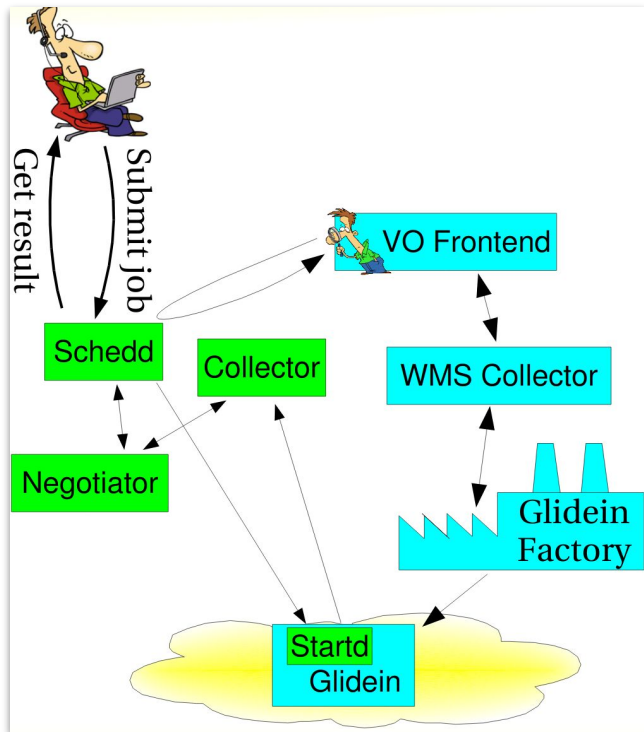 Get result
Submit job
VO Frontend
Schedd
Collector
WMS Collector
Negotiator
Glidein
Factory
Startd
Glidein